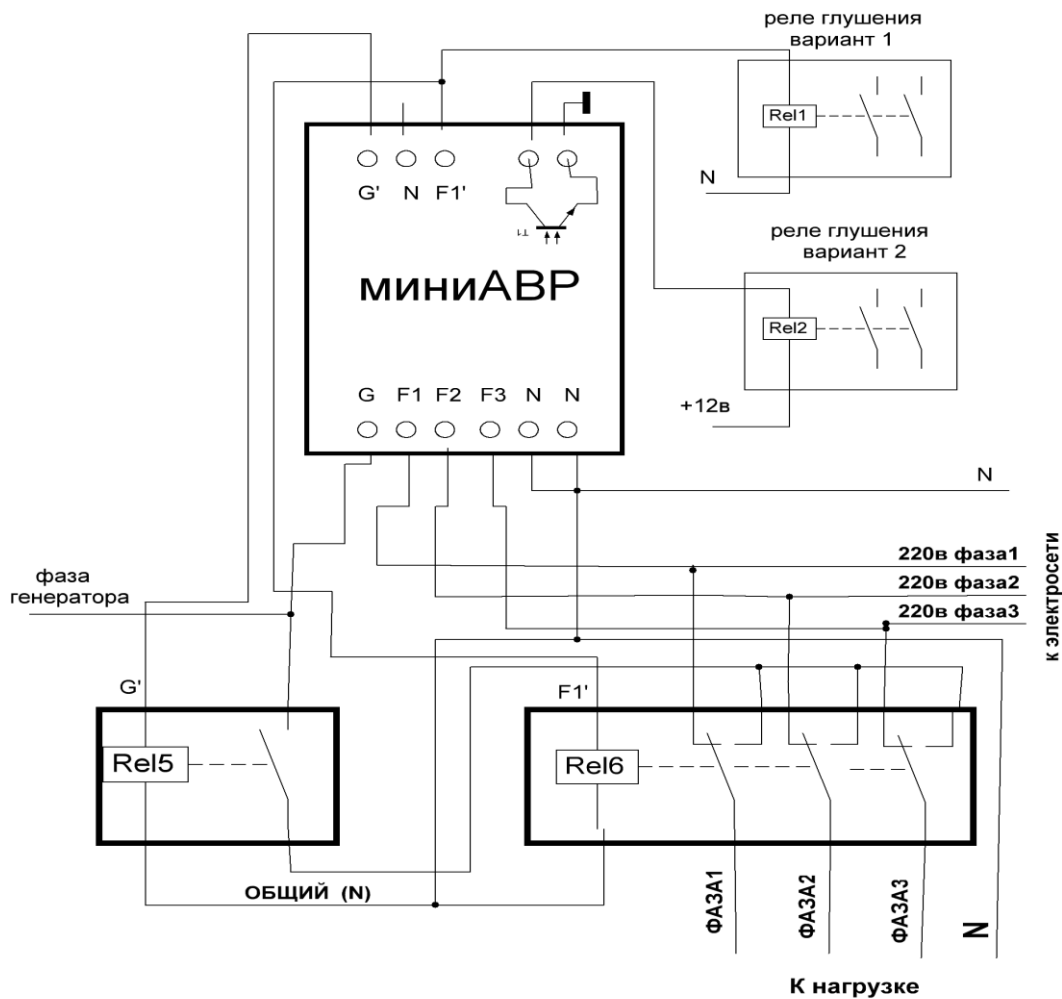 реле глушения
вариант 1
Rel1
N
G' N F1'
T1
миниАВР
реле глушения
вариант 2
Rel2
+12в
G F1 F2 F3 N N
N
220в фаза1
220в фаза2
220в фаза3
к электросети
фаза
генератора
G'
F1'
Rel5
Rel6
ОБЩИЙ (N)
ФАЗА1
ФАЗА2
ФАЗА3
N
К нагрузке